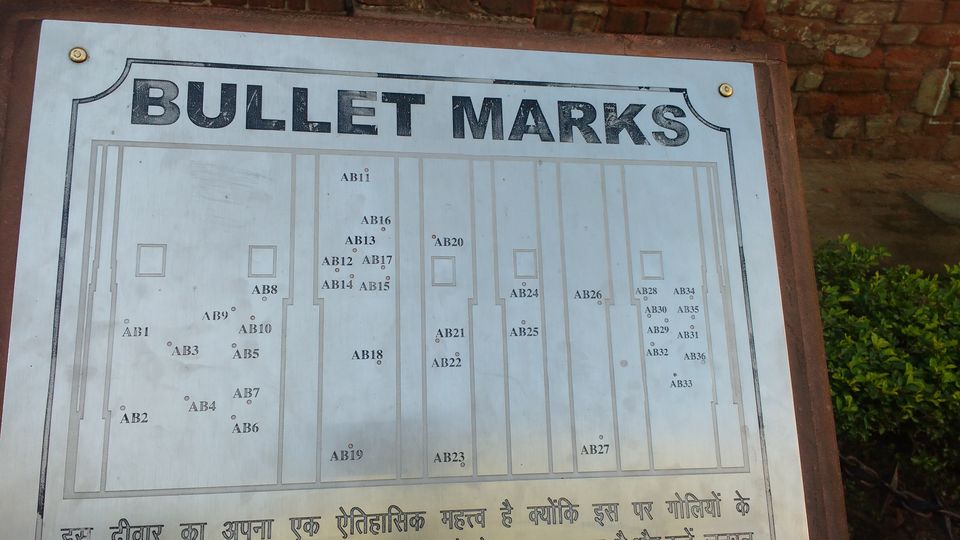 BULLET MARKS
AB11
AB16
AB13 AB20
AB12 AB17
AB14 AB15
AB8 AB24 AB26 AB28 AB34
AB9 AB30 AB35
AB1 AB10 AB21 AB25 AB29 AB31
AB3 AB5 AB18 AB22 AB32 AB36
AB33
AB7
AB4
AB2 AB6
AB19 AB23 AB27
इस दीवार का अपना एक ऐतिहासिक महत्त्व है क्योंकि इस पर गोलियों के